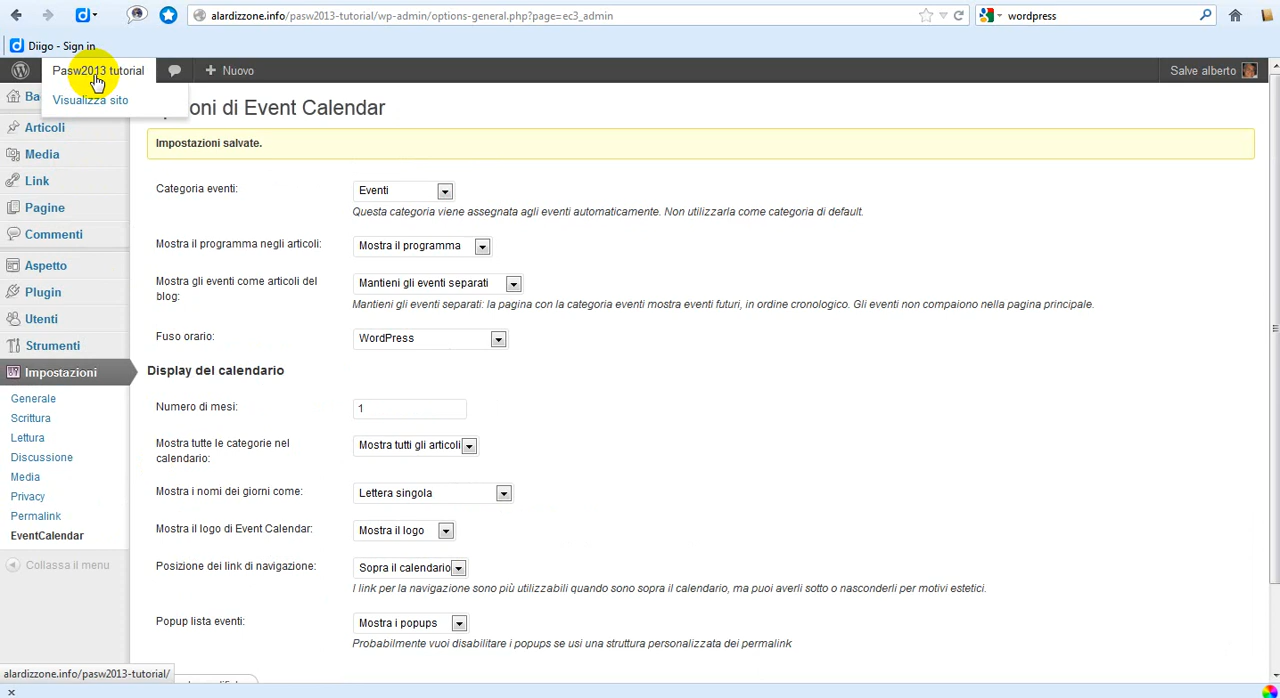 alardizzone.info/pasw2013-tutorial/wp-admin/options-general.php?page=ec3_admin
wordpress
Diigo - Sign in
Pasw2013 tutorial
Nuovo
Salve alberto
Visualizza sito
Ba
oni di Event Calendar
Articoli
Impostazioni salvate.
Media
Link
Categoria eventi:
Eventi
Questa categoria viene assegnata agli eventi automaticamente. Non utilizzarla come categoria di default.
Pagine
Commenti
Mostra il programma negli articoli:
Mostra il programma
Aspetto
Mostra gli eventi come articoli del
blog:
Mantieni gli eventi separati
Plugin
Mantieni gli eventi separati: la pagina con la categoria eventi mostra eventi futuri, in ordine cronologico. Gli eventi non compaiono nella pagina principale.
Utenti
Fuso orario:
WordPress
Strumenti
Impostazioni
Display del calendario
Generale
Numero di mesi:
1
Scrittura
Lettura
Mostra tutte le categorie nel
calendario:
Mostra tutti gli articoli
Discussione
Media
Mostra i nomi dei giorni come:
Lettera singola
Privacy
Permalink
Mostra il logo di Event Calendar:
Mostra il logo
EventCalendar
Collassa il menu
Posizione dei link di navigazione:
Sopra il calendario
I link per la navigazione sono più utilizzabili quando sono sopra il calendario, ma puoi averli sotto o nasconderli per motivi estetici.
Popup lista eventi:
Mostra i popups
Probabilmente vuoi disabilitare i popups se usi una struttura personalizzata dei permalink
alardizzone.info/pasw2013-tutorial/